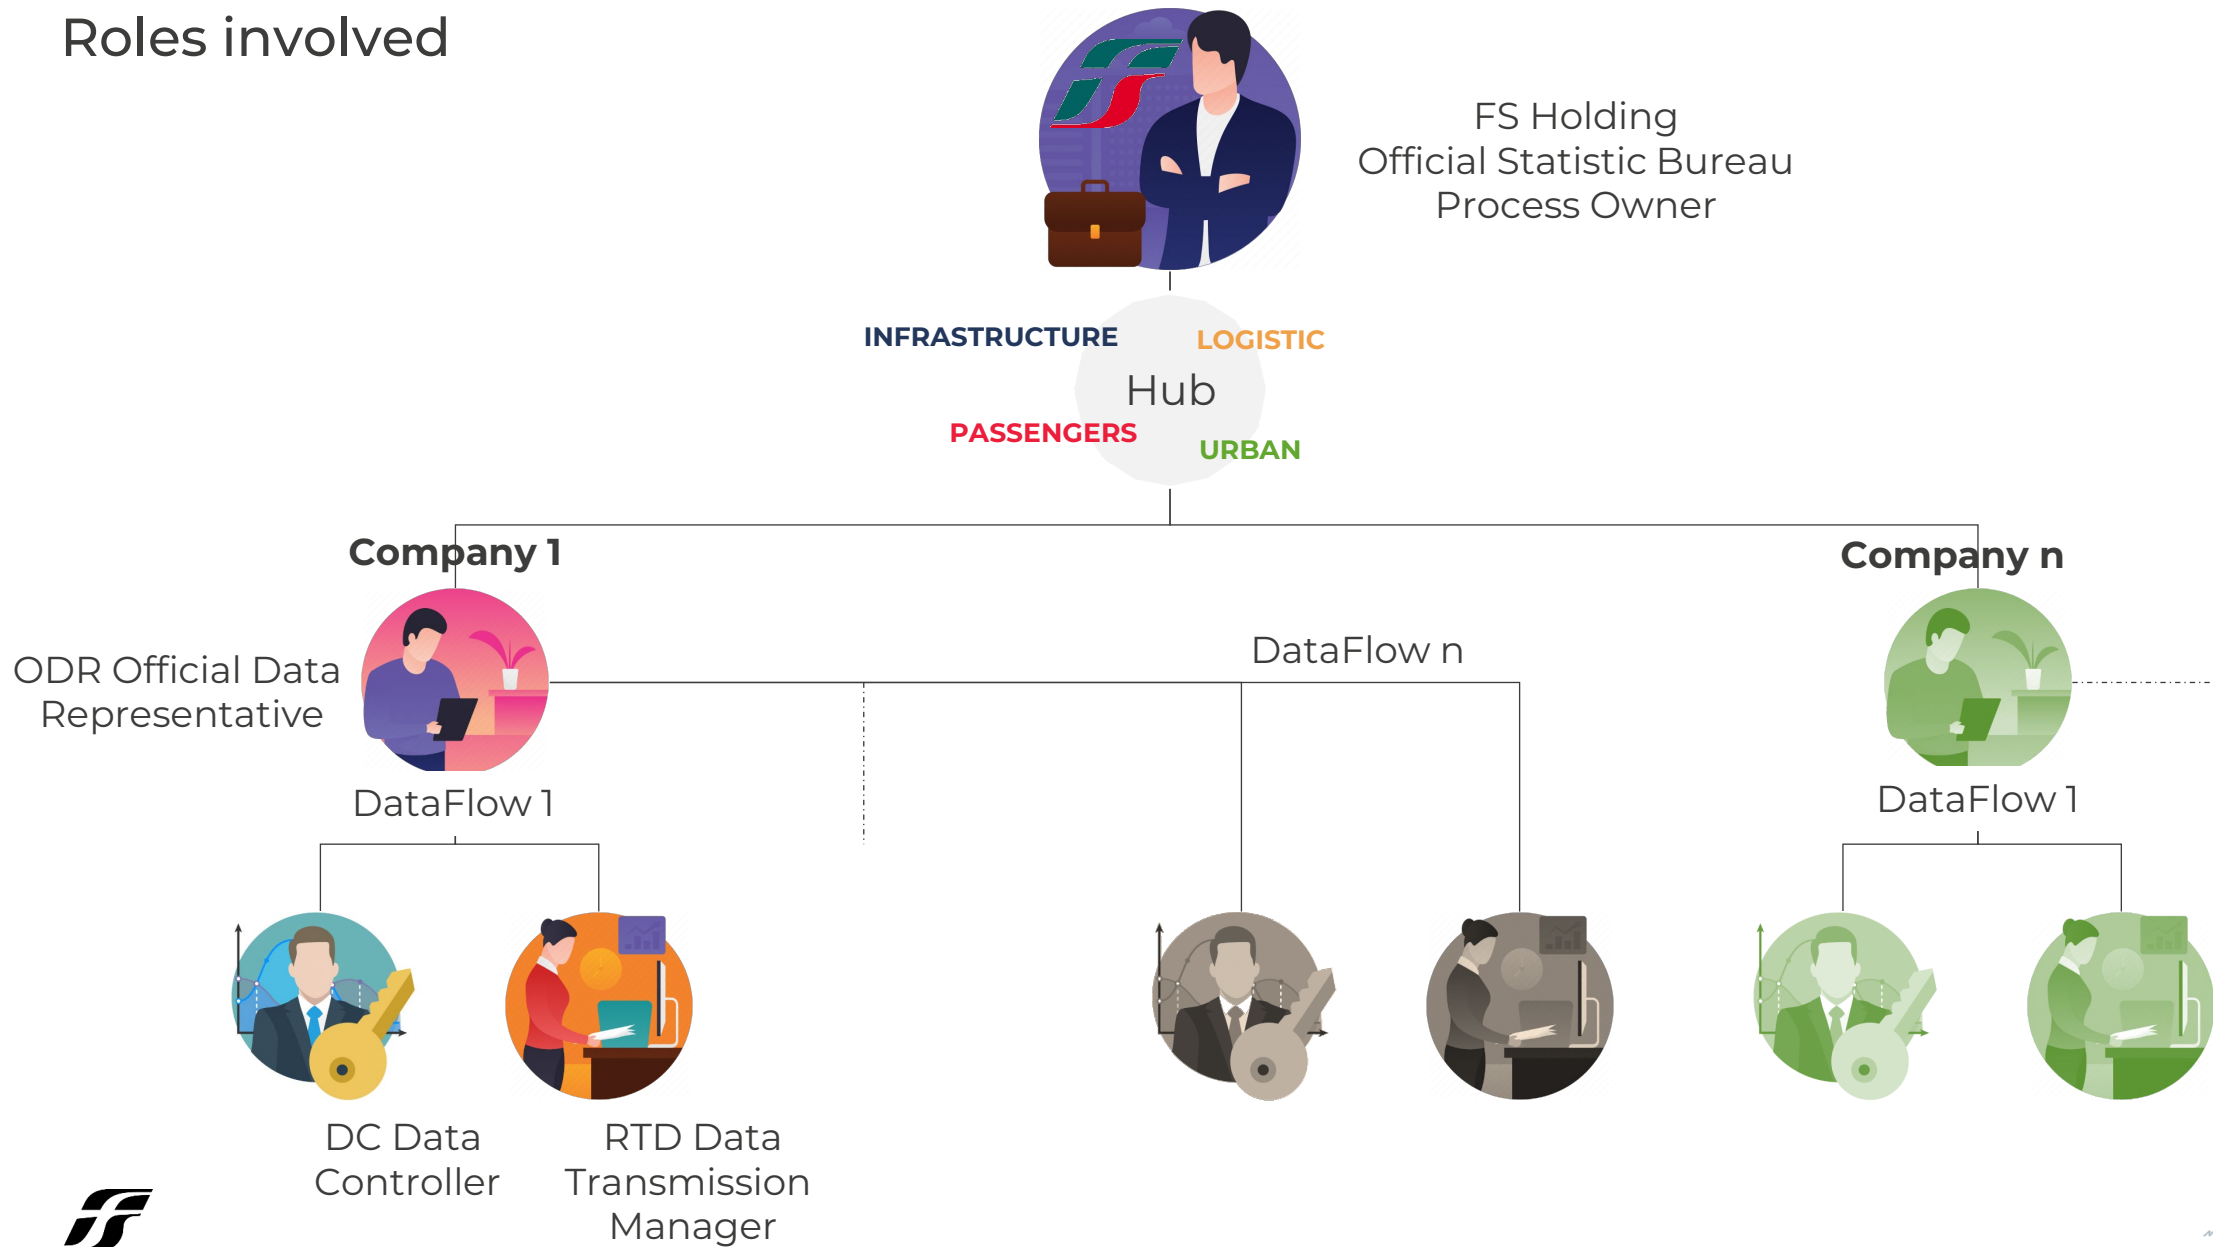 Roles involved
FS Holding
Official Statistic Bureau
Process Owner
INFRASTRUCTURE
LOGISTIC
Hub
PASSENGERS
URBAN
Company 1
Company n
ODR Official Data
Representative
DataFlow n
DataFlow 1
DataFlow 1
DC Data
Controller
RTD Data
Transmission
Manager